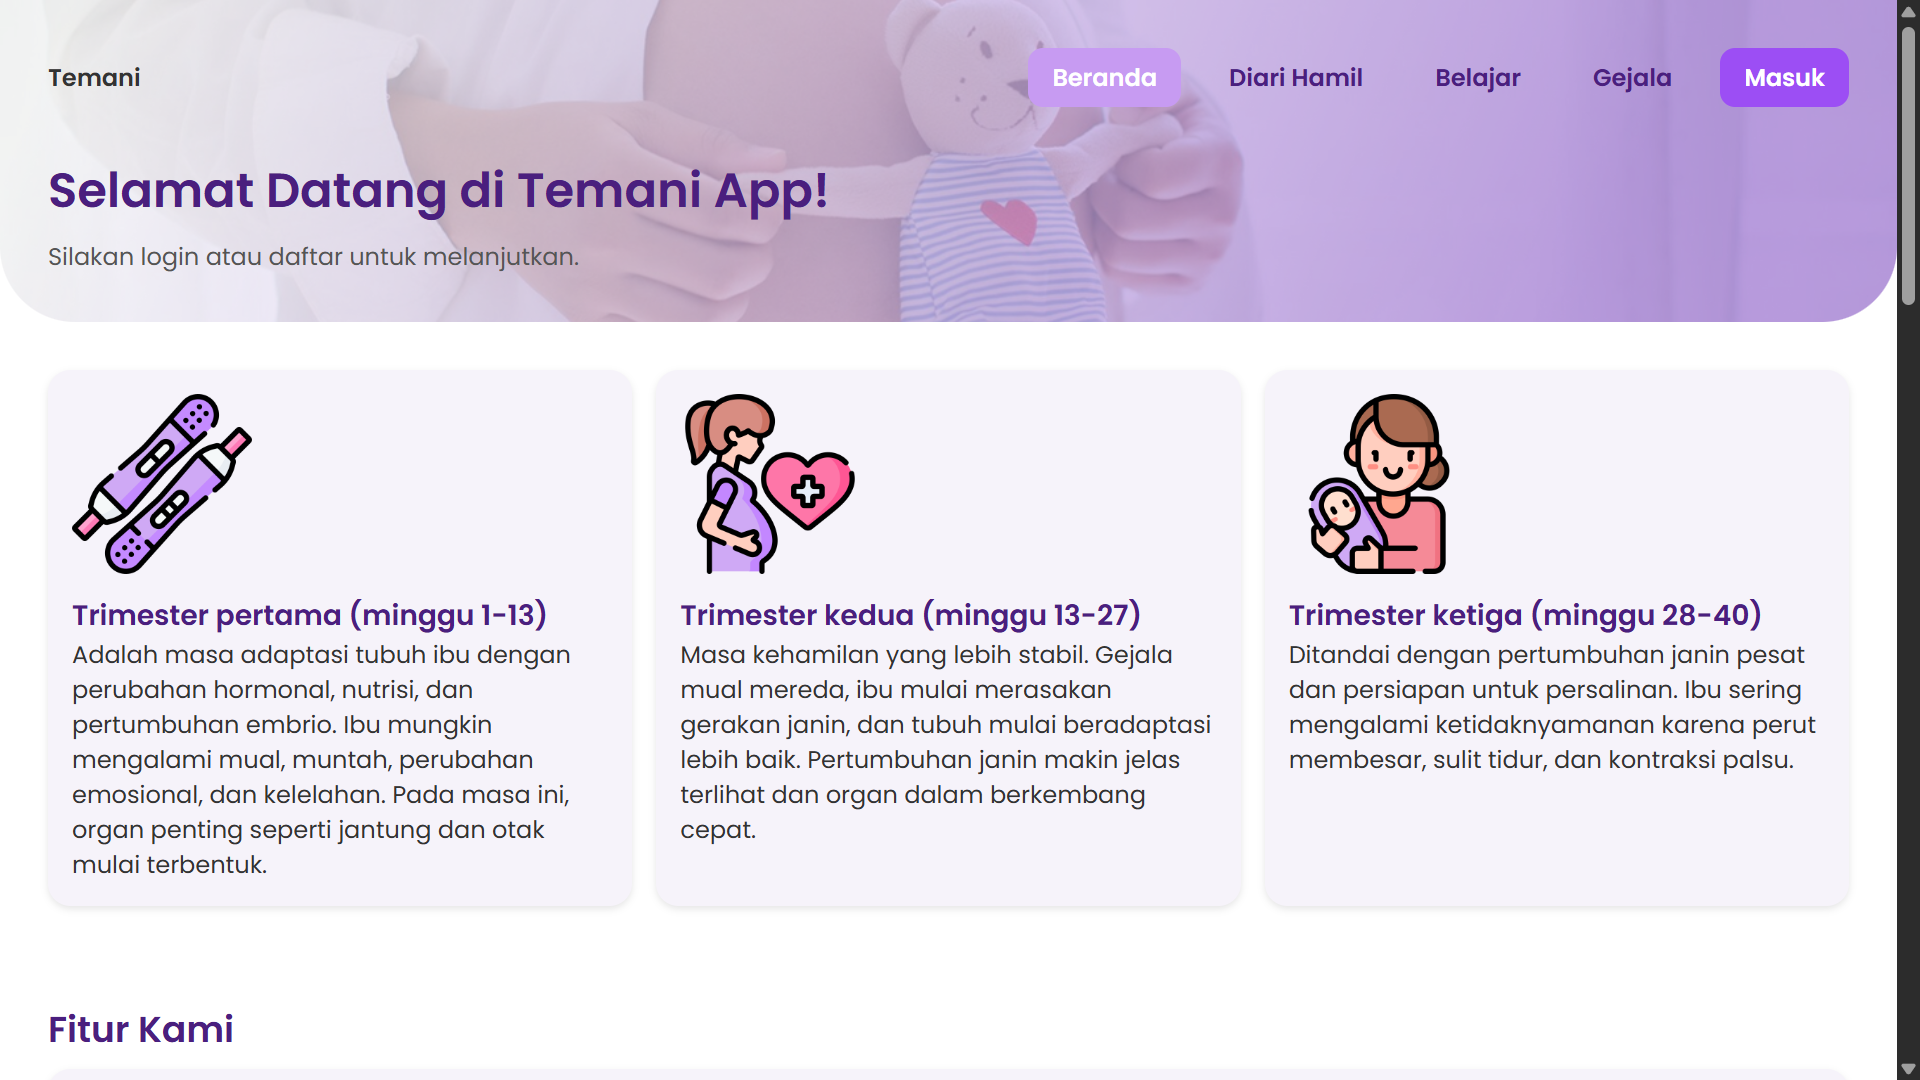 Temani
Beranda
Diari Hamil
Belajar
Gejala
Masuk
Selamat Datang di Temani App!
Silakan login atau daftar untuk melanjutkan.
Trimester pertama (minggu 1-13)
Adalah masa adaptasi tubuh ibu dengan
perubahan hormonal, nutrisi, dan
pertumbuhan embrio. Ibu mungkin
mengalami mual, muntah, perubahan
emosional, dan kelelahan. Pada masa ini,
organ penting seperti jantung dan otak
mulai terbentuk.
Trimester kedua (minggu 13-27)
Masa kehamilan yang lebih stabil. Gejala
mual mereda, ibu mulai merasakan
gerakan janin, dan tubuh mulai beradaptasi
lebih baik. Pertumbuhan janin makin jelas
terlihat dan organ dalam berkembang
cepat.
Trimester ketiga (minggu 28-40)
Ditandai dengan pertumbuhan janin pesat
dan persiapan untuk persalinan. Ibu sering
mengalami ketidaknyamanan karena perut
membesar, sulit tidur, dan kontraksi palsu.
Fitur Kami